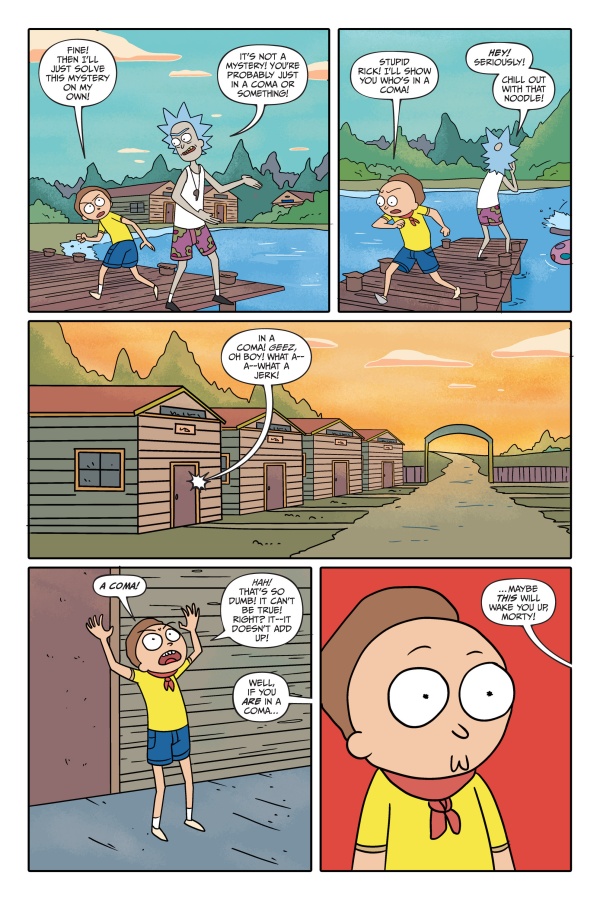 FINE!
THEN I'LL
JUST SOLVE
THIS MYSTERY
ON MY
OWN!
IT'S NOT A
MYSTERY! YOU'RE
PROBABLY JUST
IN A COMA OR
SOMETHING!
STUPID
RICK! I'LL SHOW
YOU WHO'S IN A
COMA!
HEY!
SERIOUSLY!
CHILL OUT
WITH THAT
NOODLE!
IN A
COMA! GEEZ,
OH BOY! WHAT A--
A--WHAT A
JERK!
A COMA!
HAH!
THAT'S SO
DUMB! IT CAN'T
BE TRUE!
RIGHT? IT--IT
DOESN'T ADD
UP!
WELL,
IF YOU
ARE IN A
COMA...
...MAYBE
THIS WILL
WAKE YOU UP,
MORTY!